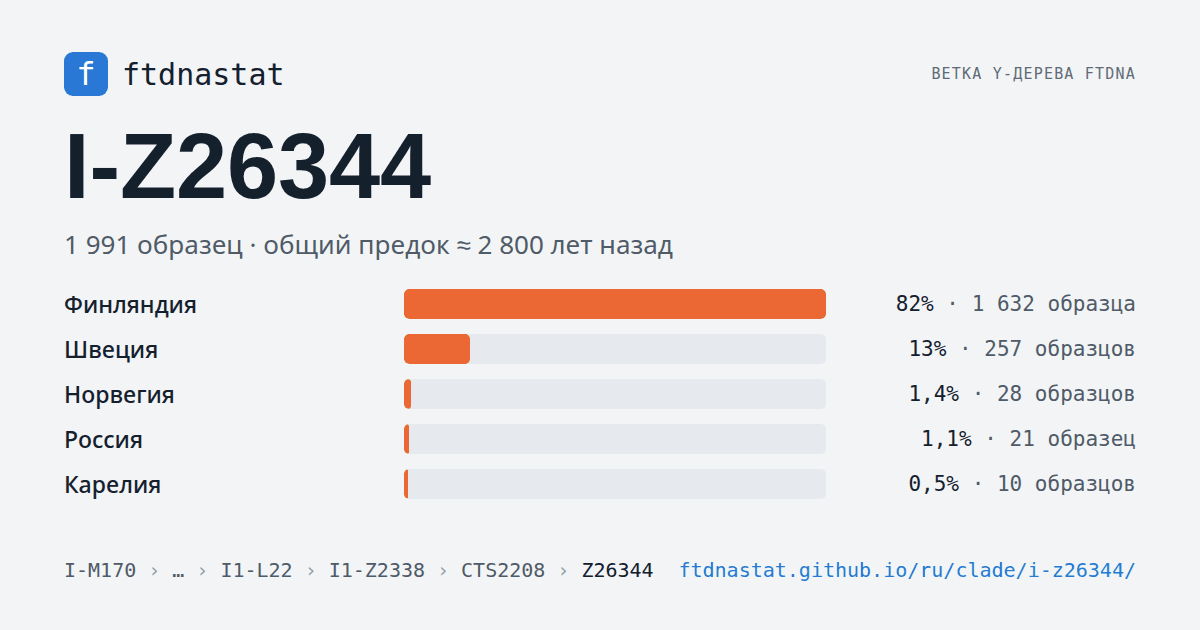 f ftdnastat
ВЕТКА Y-ДЕРЕВА FTDNA
I-Z26344
1 991 образец · общий предок ≈ 2 800 лет назад
Финляндия 82% · 1 632 образца
Швеция 13% · 257 образцов
Норвегия 1,4% · 28 образцов
Россия 1,1% · 21 образец
Карелия 0,5% · 10 образцов
I-M170 › … › I1-L22 › I1-Z2338 › CTS2208 › Z26344 ftdnastat.github.io/ru/clade/i-z26344/